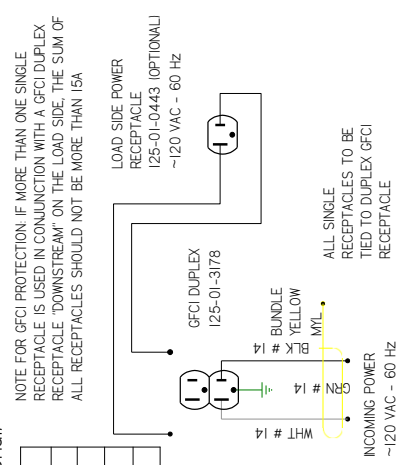 NOTE FOR GFCI PROTECTION: IF MORE THAN ONE SINGLE
RECEPTACLE IS USED IN CONJUNCTION WITH A GFCI DUPLEX
RECEPTACLE "DOWNSTREAM" ON THE LOAD SIDE, THE SUM OF
ALL RECEPTACLES SHOULD NOT BE MORE THAN 15A
LOAD SIDE POWER
RECEPTACLE
125-01-0443 (OPTIONAL)
~120 VAC - 60 Hz
GFCI DUPLEX
125-01-3178
BUNDLE
YELLOW
MYL
BLK # 14
GRN # 14
WHT # 14
ALL SINGLE
RECEPTACLES TO BE
TIED TO DUPLEX GFCI
RECEPTACLE
INCOMING POWER
~120 VAC - 60 Hz